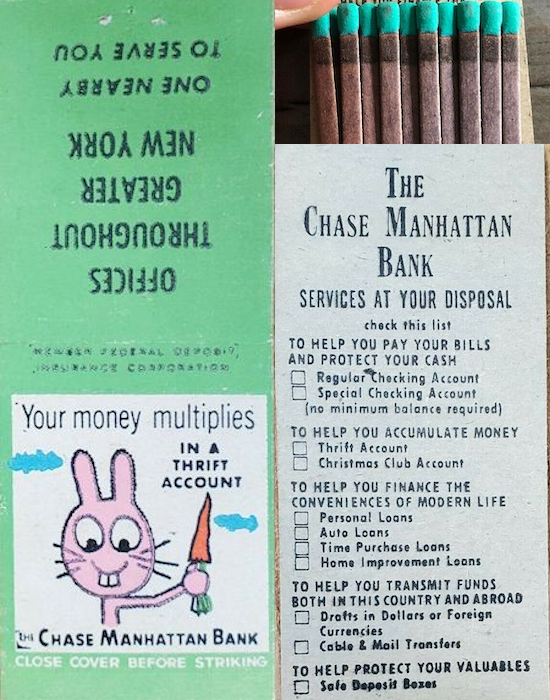 OFFICES
THROUGHOUT
GREATER
NEW YORK
ONE NEARBY
TO SERVE YOU
MEMBER FEDERAL DEPOSIT
INSURANCE CORPORATION
Your money multiplies
IN A
THRIFT
ACCOUNT
THE CHASE MANHATTAN BANK
CLOSE COVER BEFORE STRIKING
THE
CHASE MANHATTAN
BANK
SERVICES AT YOUR DISPOSAL
check this list
TO HELP YOU PAY YOUR BILLS
AND PROTECT YOUR CASH
Regular Checking Account
Special Checking Account
(no minimum balance required)
TO HELP YOU ACCUMULATE MONEY
Thrift Account
Christmas Club Account
TO HELP YOU FINANCE THE
CONVENIENCES OF MODERN LIFE
Personal Loans
Auto Loans
Time Purchase Loans
Home Improvement Loans
TO HELP YOU TRANSMIT FUNDS
BOTH IN THIS COUNTRY AND ABROAD
Drafts in Dollars or Foreign
Currencies
Cable & Mail Transfers
TO HELP PROTECT YOUR VALUABLES
Safe Deposit Boxes